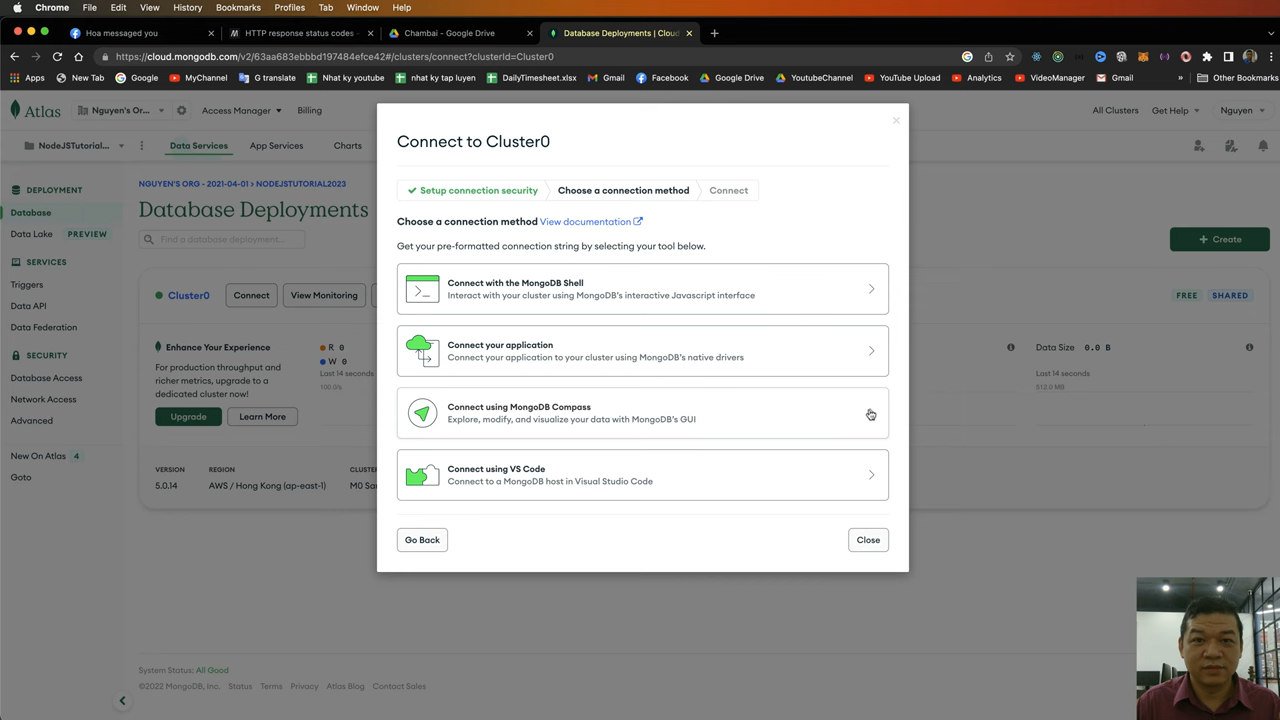 Chrome File Edit View History Bookmarks Profiles Tab Window Help
Hoa messaged you
HTTP response status codes -
Chambai - Google Drive
Database Deployments | Cloud
https://cloud.mongodb.com/v2/63aa683ebbbd197484efce42#/clusters/connect?clusterId=Cluster0
Apps New Tab Google MyChannel G translate Nhat ky youtube nhat ky tap luyen DailyTimesheet.xlsx Gmail Facebook Google Drive YoutubeChannel YouTube Upload Analytics VideoManager Gmail » Other Bookmarks
Atlas Nguyen's Or... Access Manager Billing All Clusters Get Help Nguyen
NodeJSTutorial... Data Services App Services Charts
DEPLOYMENT
Database
Data Lake PREVIEW
SERVICES
Triggers
Data API
Data Federation
SECURITY
Database Access
Network Access
Advanced
New On Atlas 4
Goto
NGUYEN'S ORG - 2021-04-01 > NODEJSTUTORIAL2023
Database Deployments
Find a database deployment...
+ Create
Cluster0 Connect View Monitoring
FREE SHARED
Enhance Your Experience
For production throughput and
richer metrics, upgrade to a
dedicated cluster now!
Upgrade Learn More
R 0
W 0
Last 14 seconds
100.0/s
Data Size 0.0 B
Last 14 seconds
512.0 MB
VERSION REGION CLUSTER
5.0.14 AWS / Hong Kong (ap-east-1) M0 San
Connect to Cluster0
Setup connection security Choose a connection method Connect
Choose a connection method View documentation
Get your pre-formatted connection string by selecting your tool below.
Connect with the MongoDB Shell
Interact with your cluster using MongoDB's interactive Javascript interface
Connect your application
Connect your application to your cluster using MongoDB's native drivers
Connect using MongoDB Compass
Explore, modify, and visualize your data with MongoDB's GUI
Connect using VS Code
Connect to a MongoDB host in Visual Studio Code
Go Back Close
System Status: All Good
©2022 MongoDB, Inc. Status Terms Privacy Atlas Blog Contact Sales